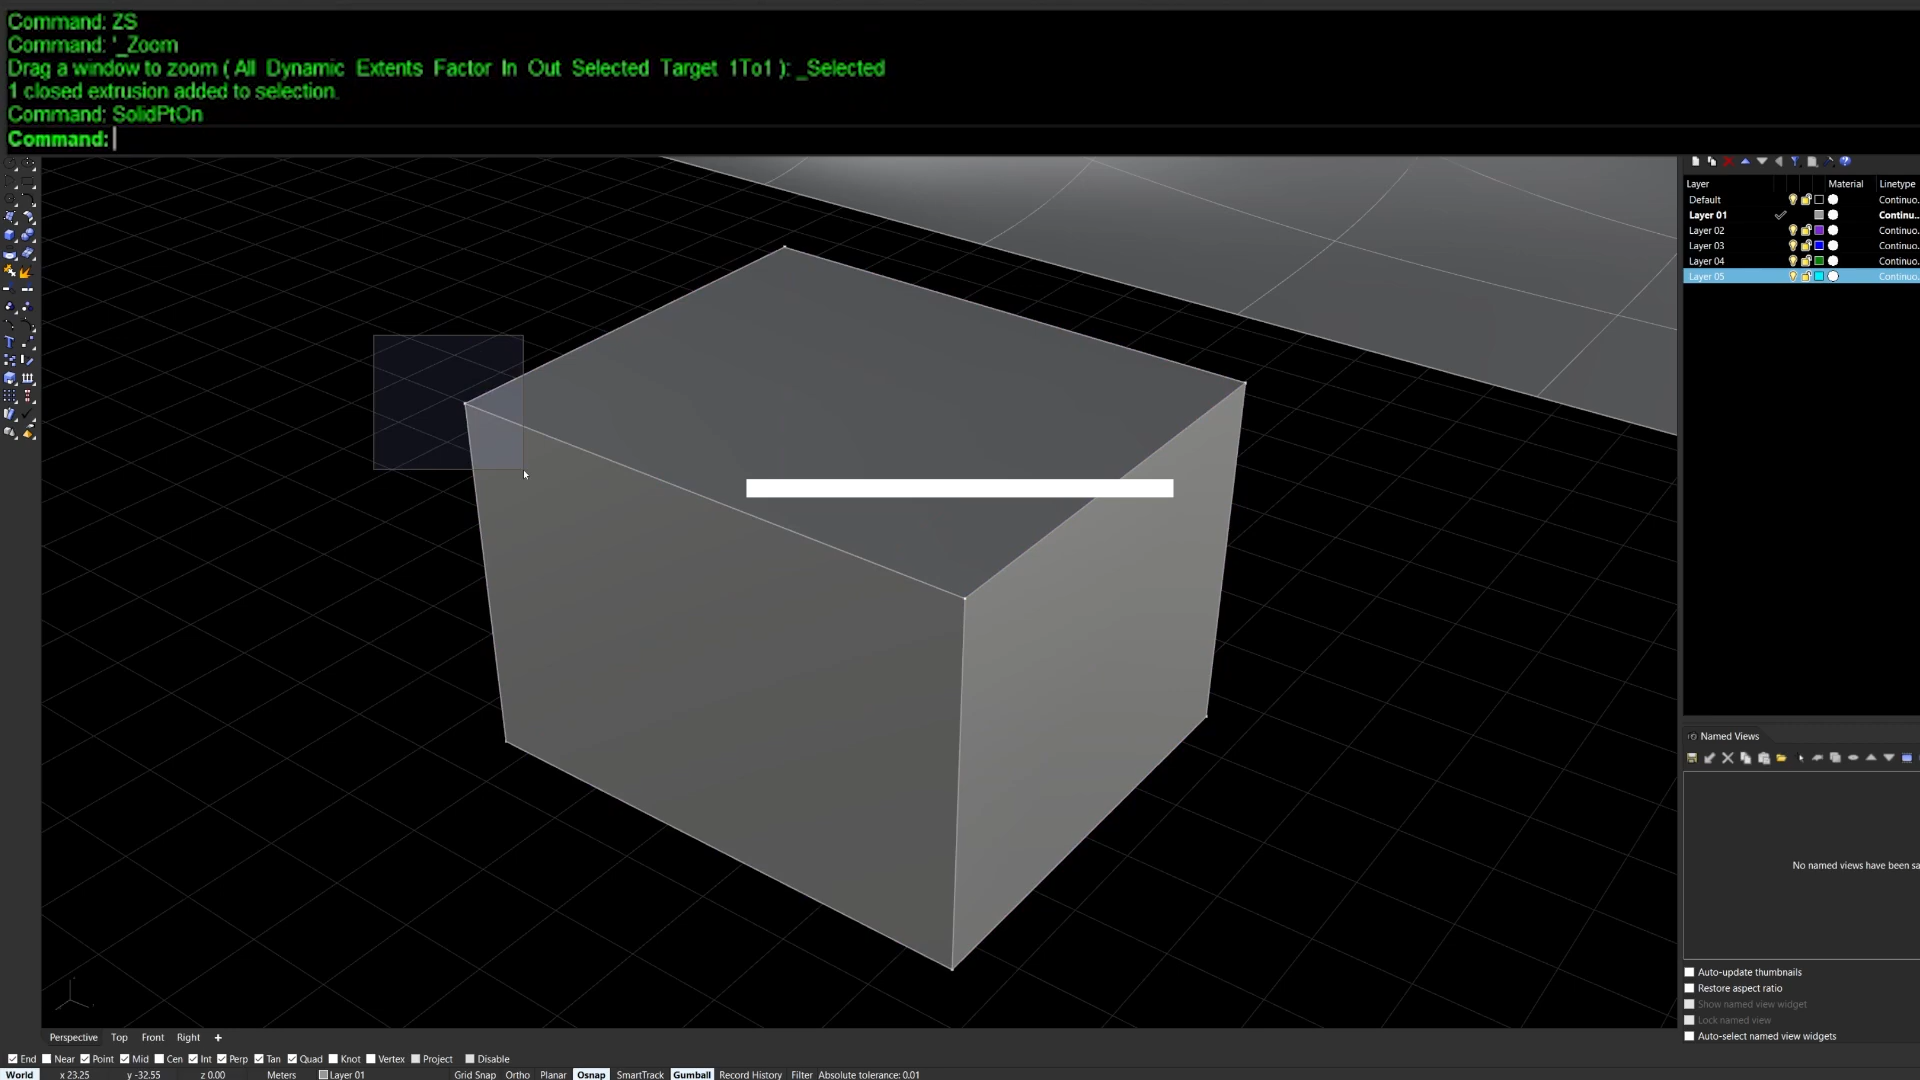 Command: ZS
Command: '_Zoom
Drag a window to zoom ( All Dynamic Extents Factor In Out Selected Target 1To1 ): _Selected
1 closed extrusion added to selection.
Command: SolidPtOn
Command:
Layer Material Linetype
Default Continuo...
Layer 01 Continu...
Layer 02 Continuo...
Layer 03 Continuo...
Layer 04 Continuo...
Layer 05 Continuo...
Named Views
No named views have been sa
Auto-update thumbnails
Restore aspect ratio
Show named view widget
Lock named view
Auto-select named view widgets
Perspective Top Front Right
End Near Point Mid Cen Int Perp Tan Quad Knot Vertex Project Disable
World x 23.25 y -32.55 z 0.00 Meters Layer 01 Grid Snap Ortho Planar Osnap SmartTrack Gumball Record History Filter Absolute tolerance: 0.01